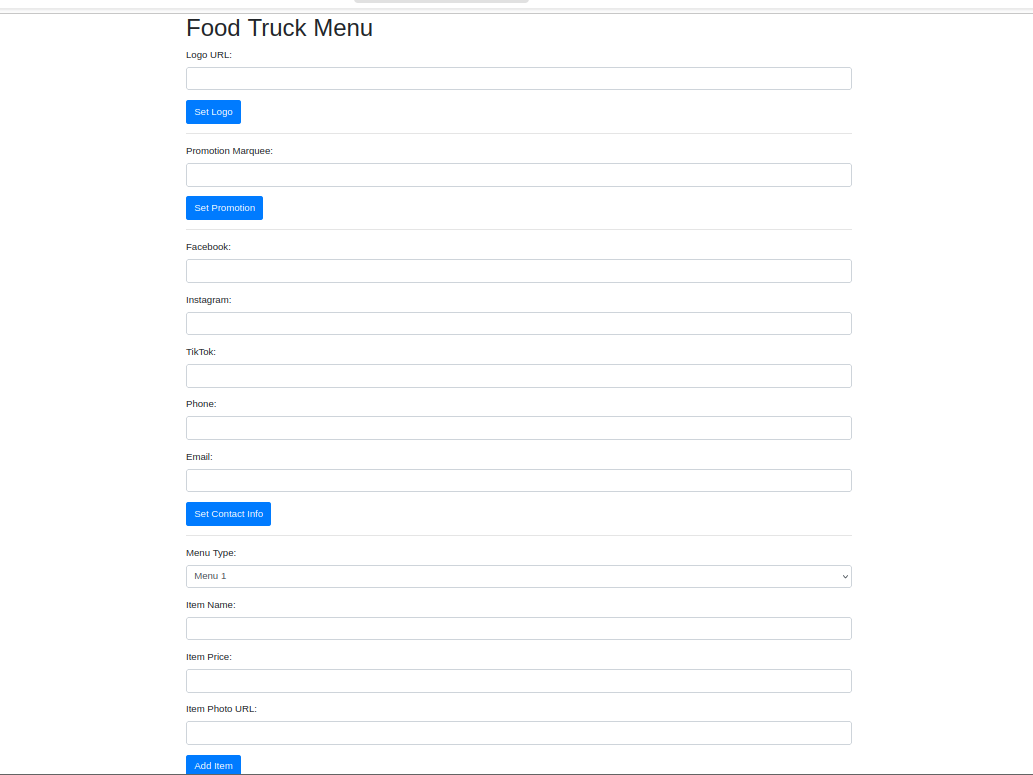 Food Truck Menu
Logo URL:
Set Logo
Promotion Marquee:
Set Promotion
Facebook:
Instagram:
TikTok:
Phone:
Email:
Set Contact Info
Menu Type:
Menu 1
Item Name:
Item Price:
Item Photo URL:
Add Item